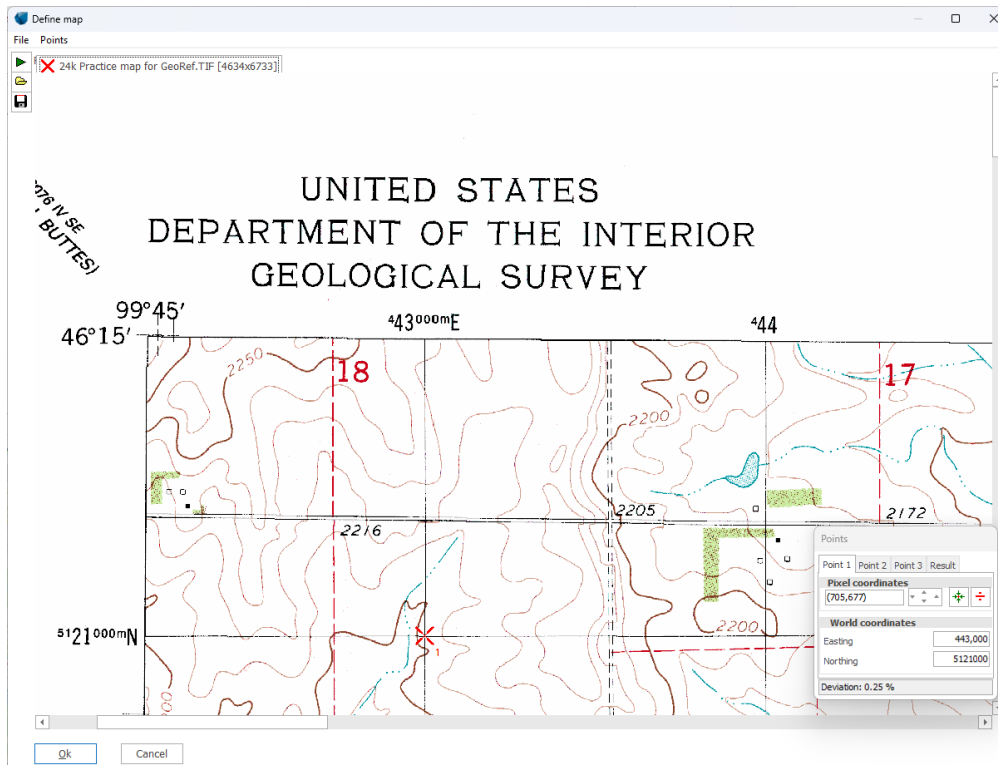 Define map
File Points
24k Practice map for GeoRef.TIF [4634x6733]
UNITED STATES
DEPARTMENT OF THE INTERIOR
GEOLOGICAL SURVEY
IV SE
BUTTES)
99°45'
46°15'
⁴43⁰⁰⁰ᵐE
⁴44
2250
18
17
2200
2205
2216
2172
2200
⁵¹21⁰⁰⁰ᵐN
1
Points
Point 1 Point 2 Point 3 Result
Pixel coordinates
(705,677)
World coordinates
Easting 443,000
Northing 5121000
Deviation: 0.25 %
Ok Cancel